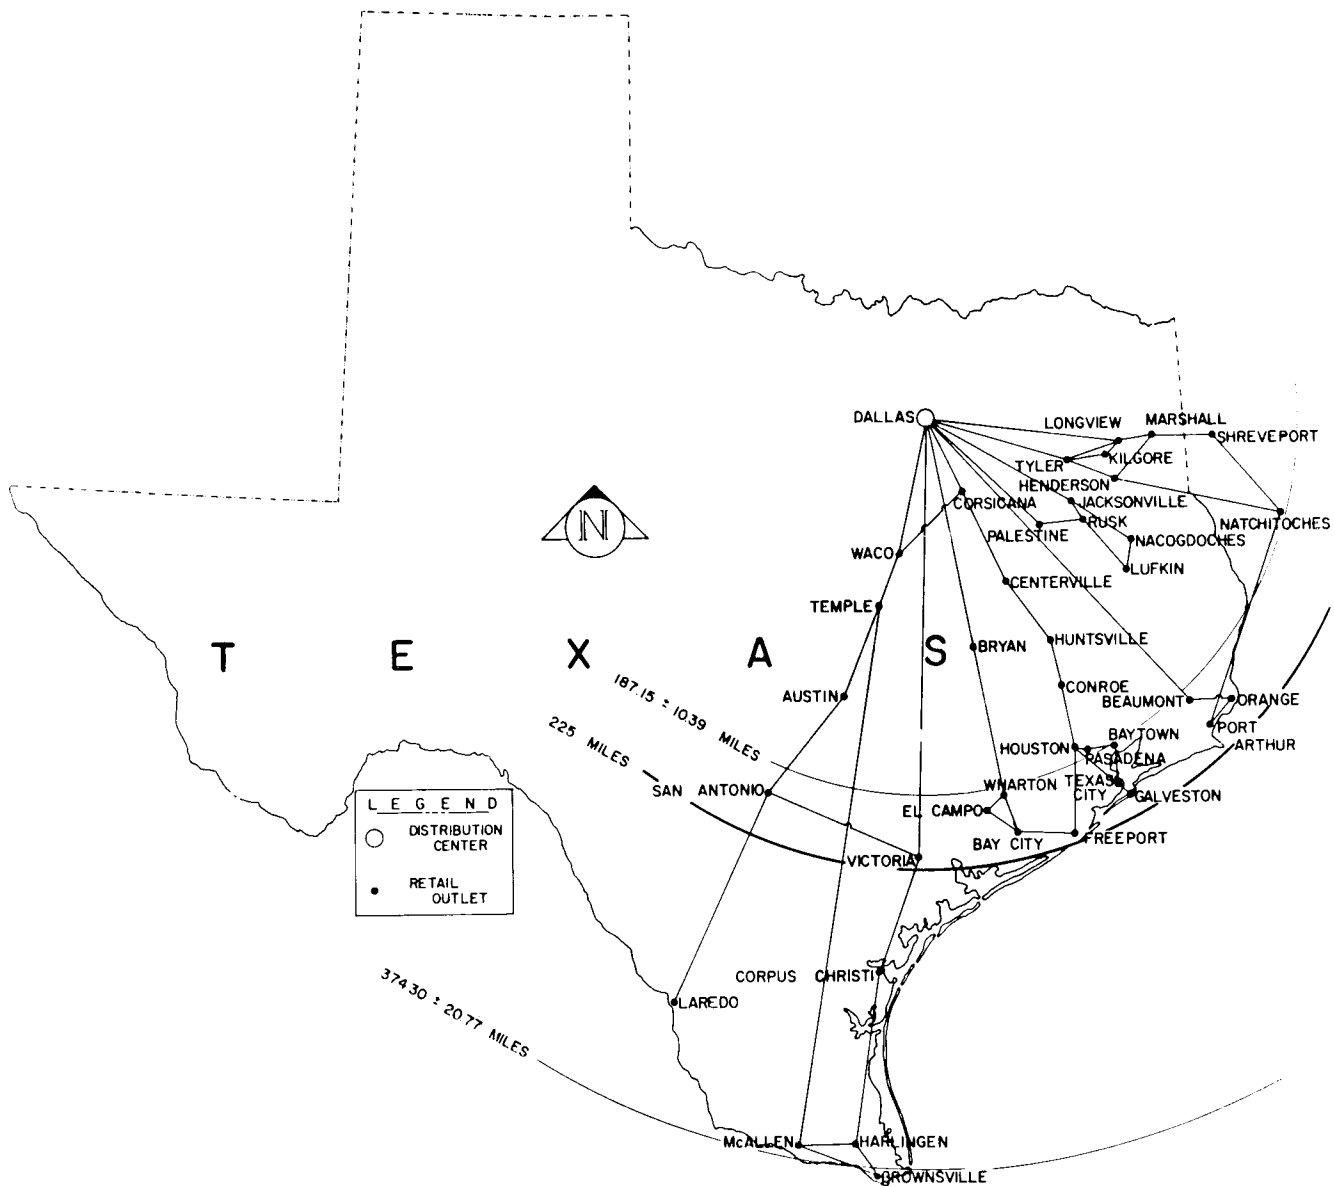 DALLAS
LONGVIEW
MARSHALL
SHREVEPORT
TYLER
KILGORE
HENDERSON
CORSICANA
JACKSONVILLE
RUSK
PALESTINE
NATCHITOCHES
N
NACOGDOCHES
WACO
LUFKIN
CENTERVILLE
TEMPLE
T E X A S
BRYAN
HUNTSVILLE
AUSTIN
CONROE
BEAUMONT
ORANGE
187.15 ± 10.39 MILES
225 MILES
PORT
ARTHUR
HOUSTON
BAYTOWN
PASADENA
SAN ANTONIO
WHARTON
TEXAS
CITY
GALVESTON
EL CAMPO
BAY CITY
FREEPORT
VICTORIA
LEGEND
DISTRIBUTION
CENTER
RETAIL
OUTLET
CORPUS CHRISTI
LAREDO
374.30 ± 20.77 MILES
McALLEN
HARLINGEN
BROWNSVILLE